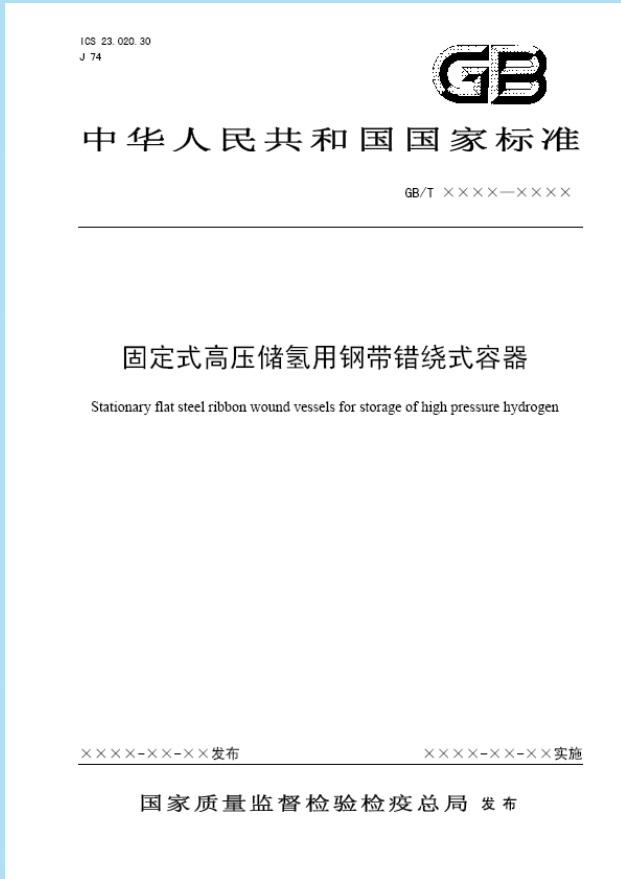 ICS 23.020.30
J 74
GB
中华人民共和国国家标准
GB/T ××××—××××
固定式高压储氢用钢带错绕式容器
Stationary flat steel ribbon wound vessels for storage of high pressure hydrogen
××××-××-××发布 ××××-××-××实施
国家质量监督检验检疫总局 发布